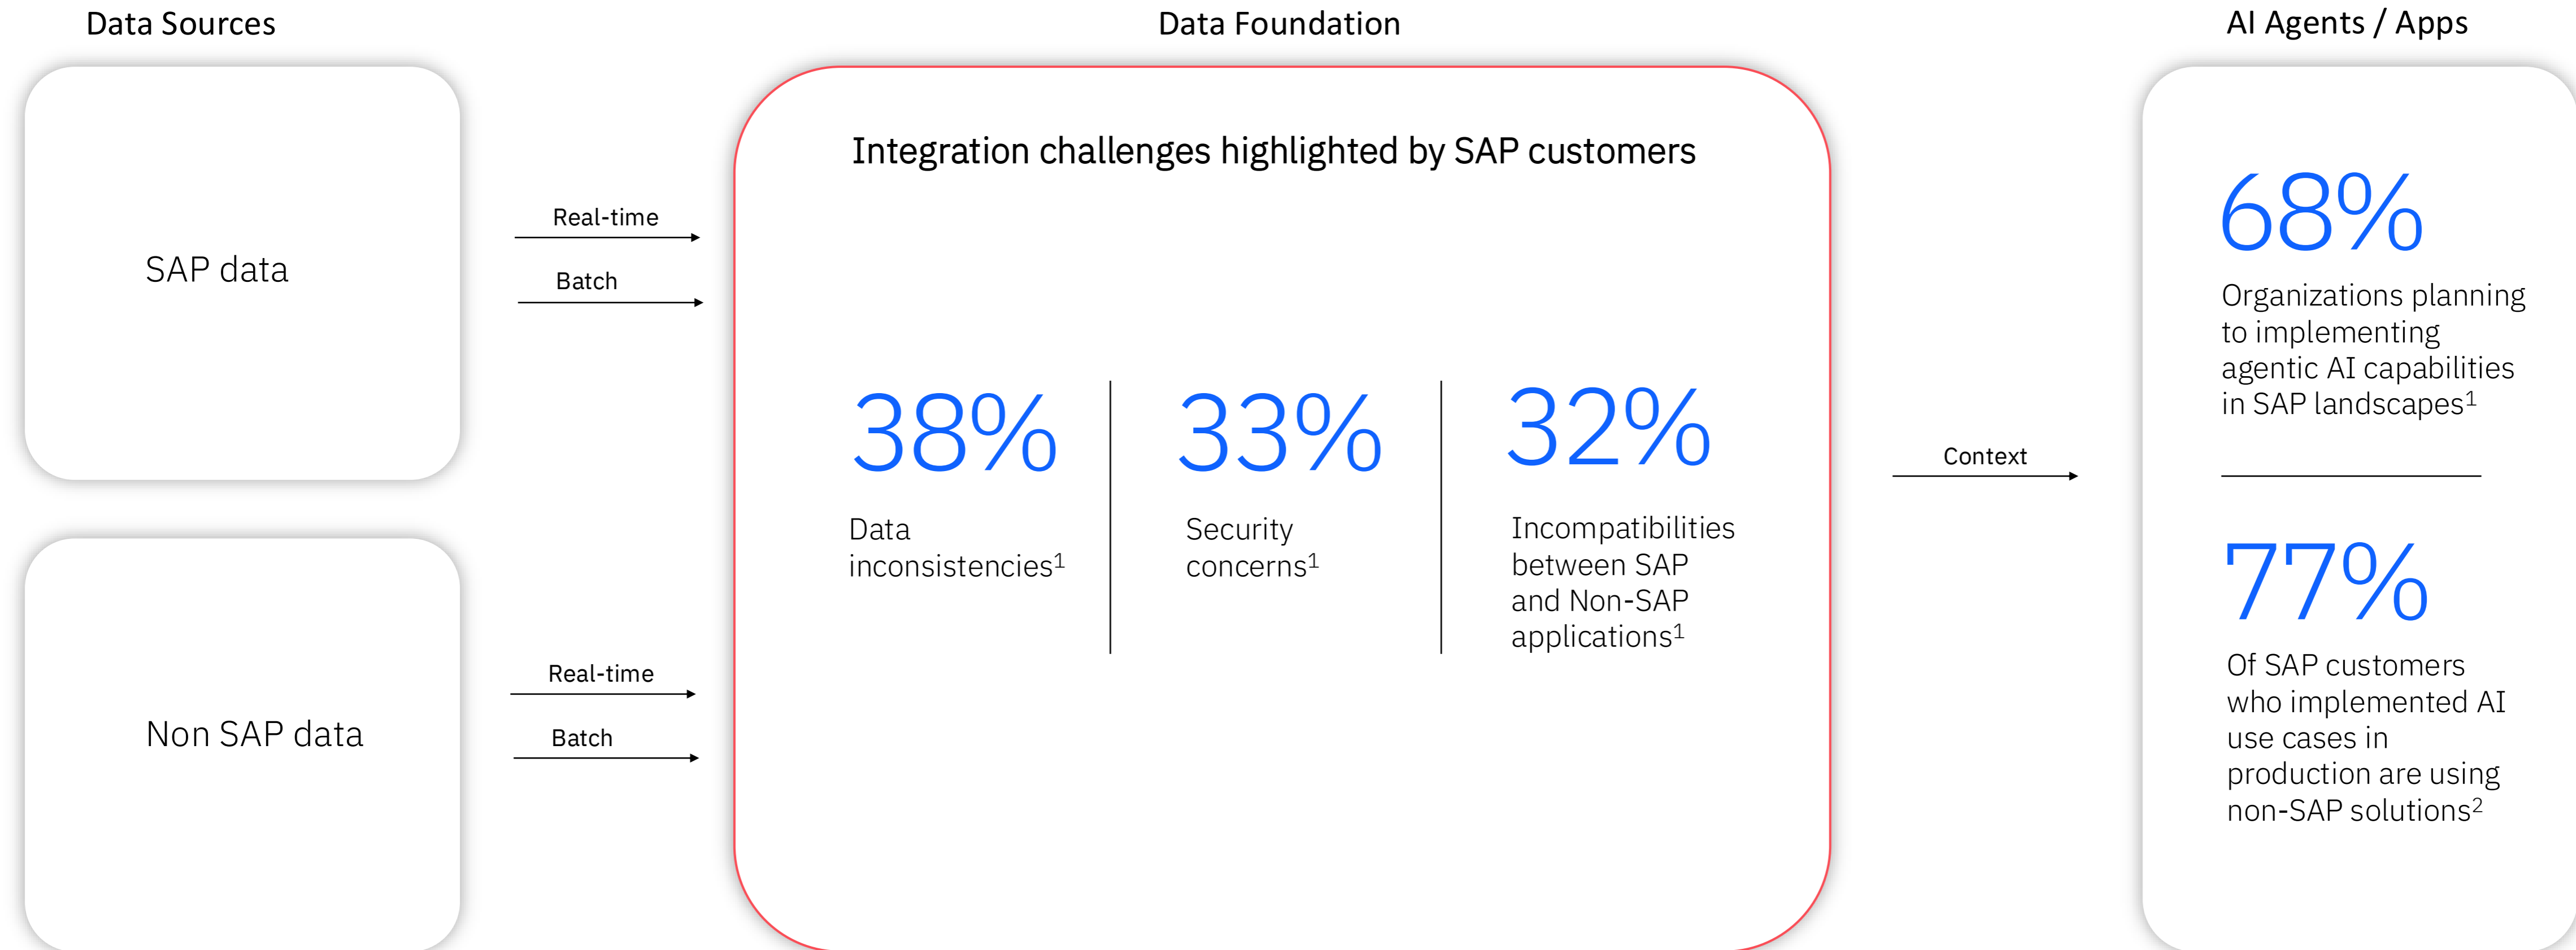 Data Sources
Data Foundation
AI Agents / Apps
SAP data
Non SAP data
Real-time
Batch
Real-time
Batch
Integration challenges highlighted by SAP customers
38%
Data
inconsistencies¹
33%
Security
concerns¹
32%
Incompatibilities
between SAP
and Non-SAP
applications¹
Context
68%
Organizations planning
to implementing
agentic AI capabilities
in SAP landscapes¹
77%
Of SAP customers
who implemented AI
use cases in
production are using
non-SAP solutions²